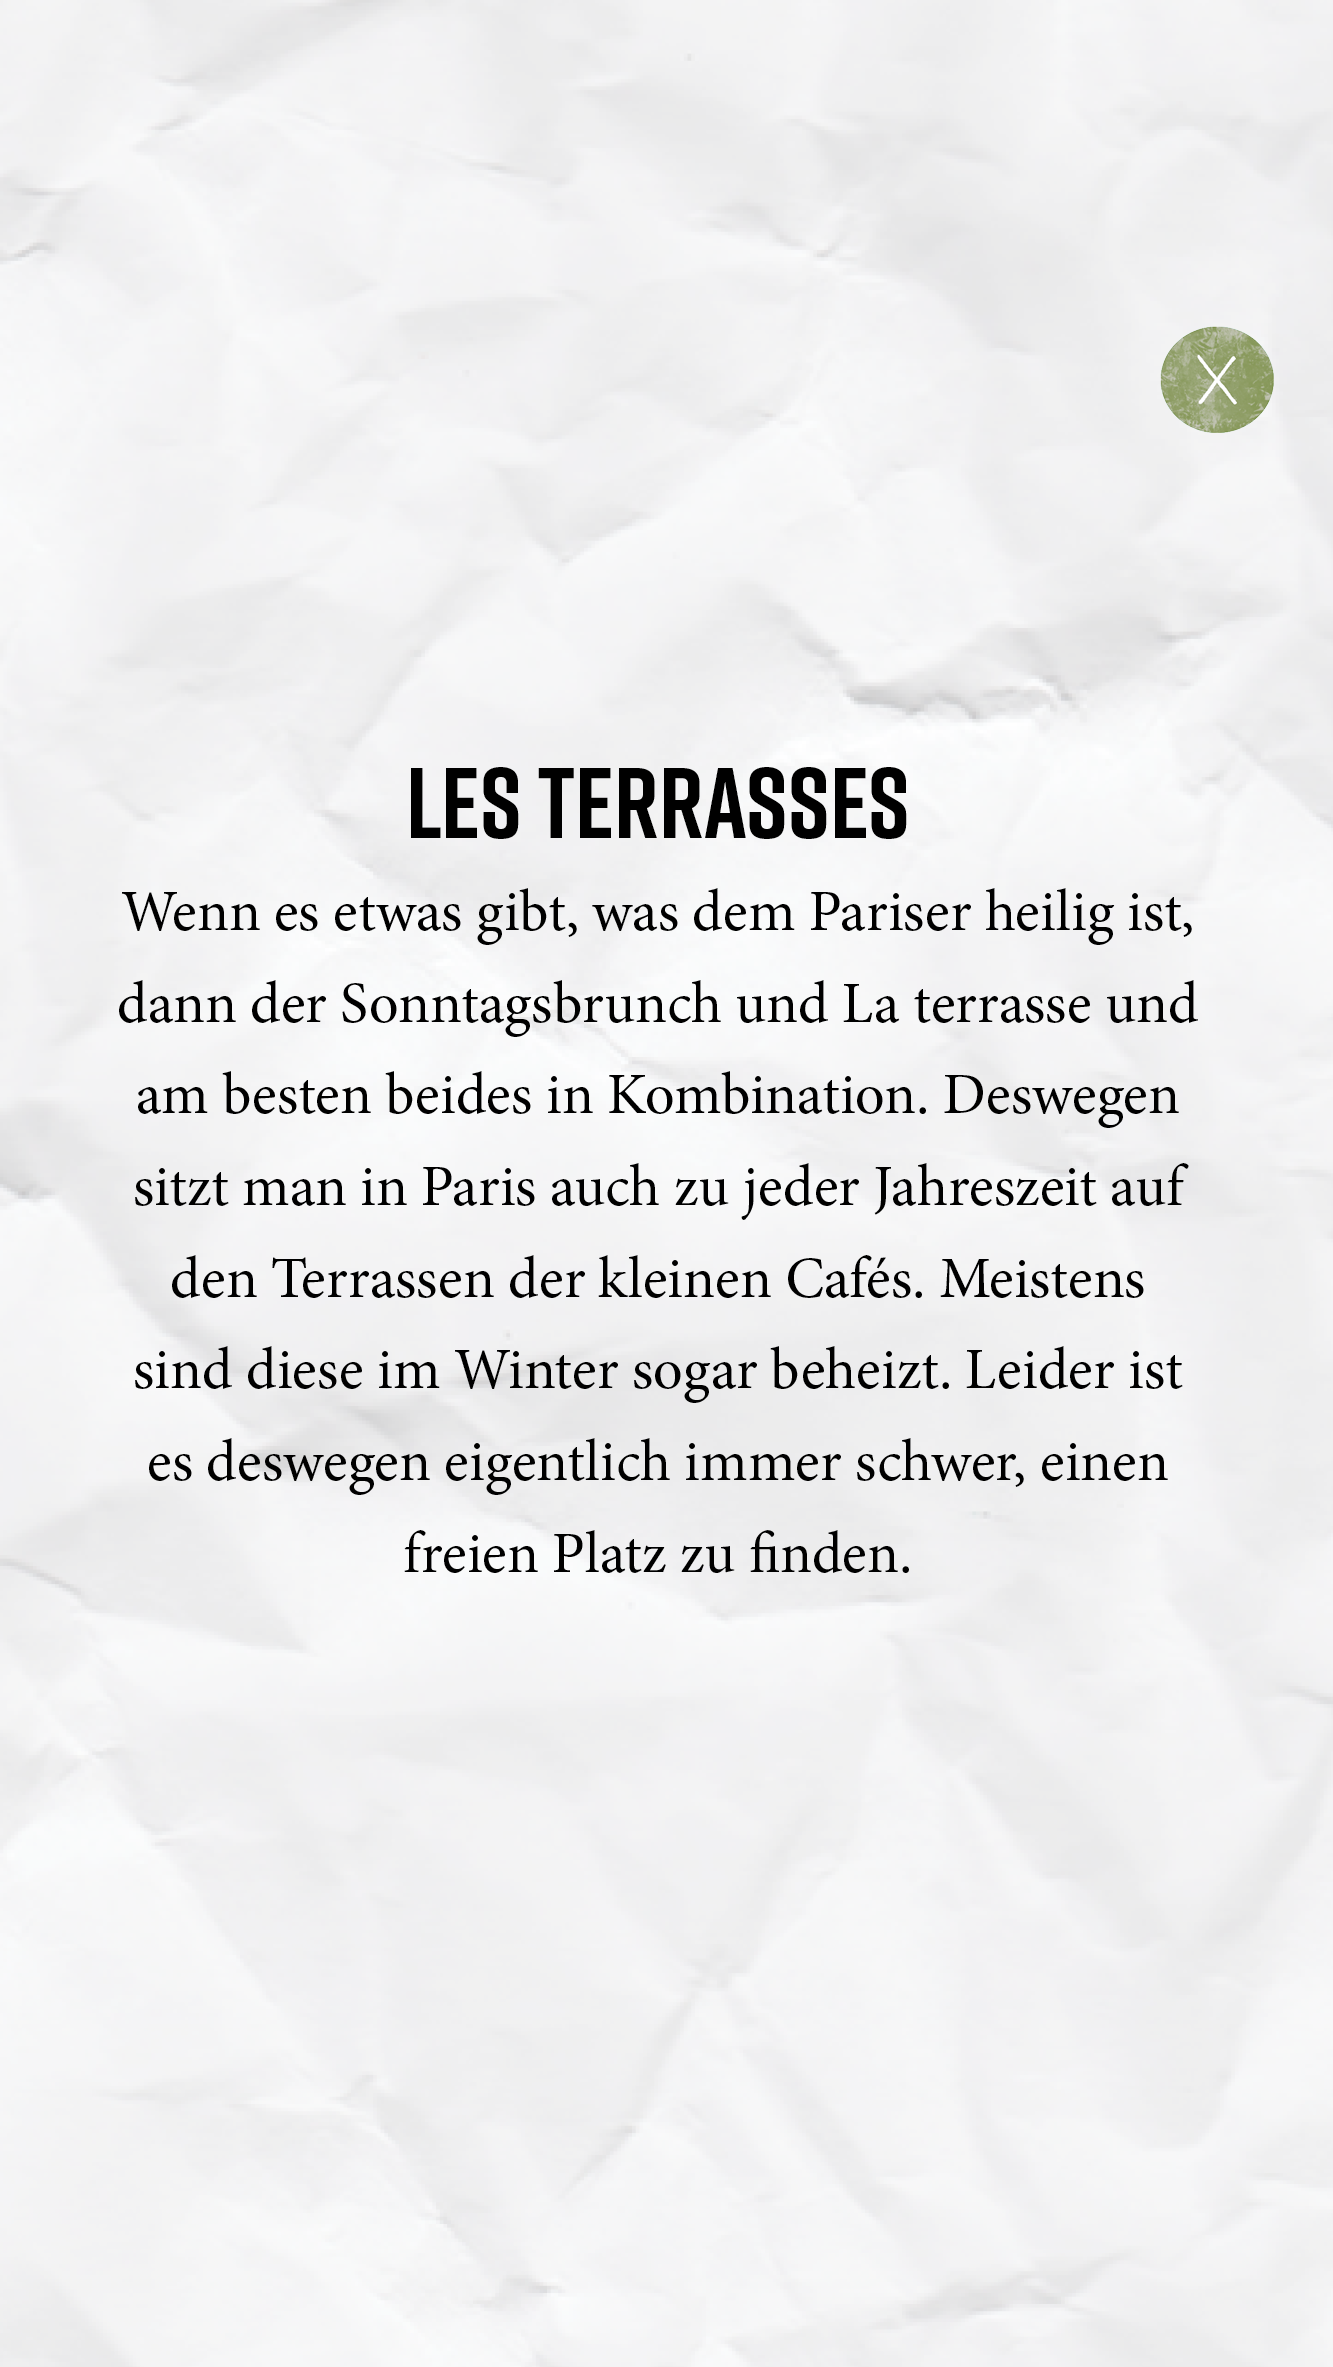 X
LES TERRASSES
Wenn es etwas gibt, was dem Pariser heilig ist,
dann der Sonntagsbrunch und La terrasse und
am besten beides in Kombination. Deswegen
sitzt man in Paris auch zu jeder Jahreszeit auf
den Terrassen der kleinen Cafés. Meistens
sind diese im Winter sogar beheizt. Leider ist
es deswegen eigentlich immer schwer, einen
freien Platz zu finden.